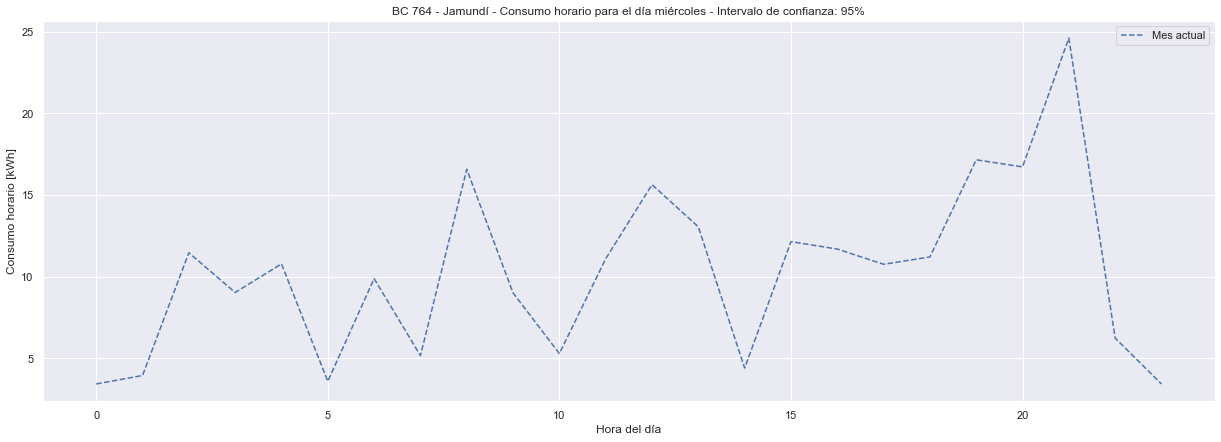 BC 764 - Jamundí - Consumo horario para el día miércoles - Intervalo de confianza: 95%
Mes actual
Consumo horario [kWh]
25
20
15
10
5
0 5 10 15 20
Hora del día